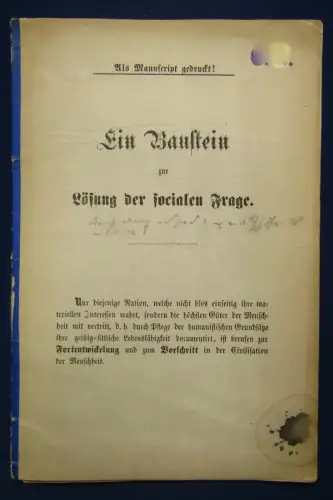 Als Manuscript gedruckt!
Ein Baustein
zur
Lösung der socialen Frage.
Nur diejenige Nation, welche nicht blos einseitig ihre ma-
teriellen Interessen wahrt, sondern die höchsten Güter der Mensch-
heit mit vertritt, d. h. durch Pflege der humanistischen Grundsätze
ihre geistig-sittliche Lebensfähigkeit documentirt, ist berufen zur
Fortentwickelung und zum Vorschritt in der Civilisation
der Menschheit.